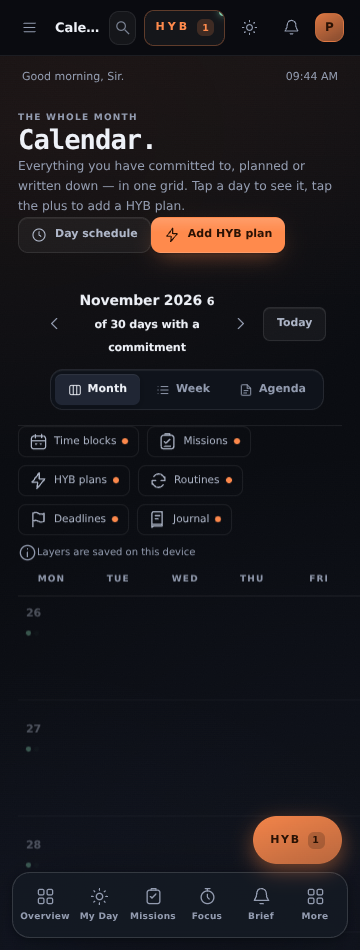 Cale... HYB 1 P
Good morning, Sir. 09:44 AM
THE WHOLE MONTH
Calendar.
Everything you have committed to, planned or
written down — in one grid. Tap a day to see it, tap
the plus to add a HYB plan.
Day schedule Add HYB plan
November 2026 6
of 30 days with a
commitment
Today
Month Week Agenda
Time blocks Missions
HYB plans Routines
Deadlines Journal
Layers are saved on this device
MON TUE WED THU FRI
26
27
28
HYB 1
Overview My Day Missions Focus Brief More